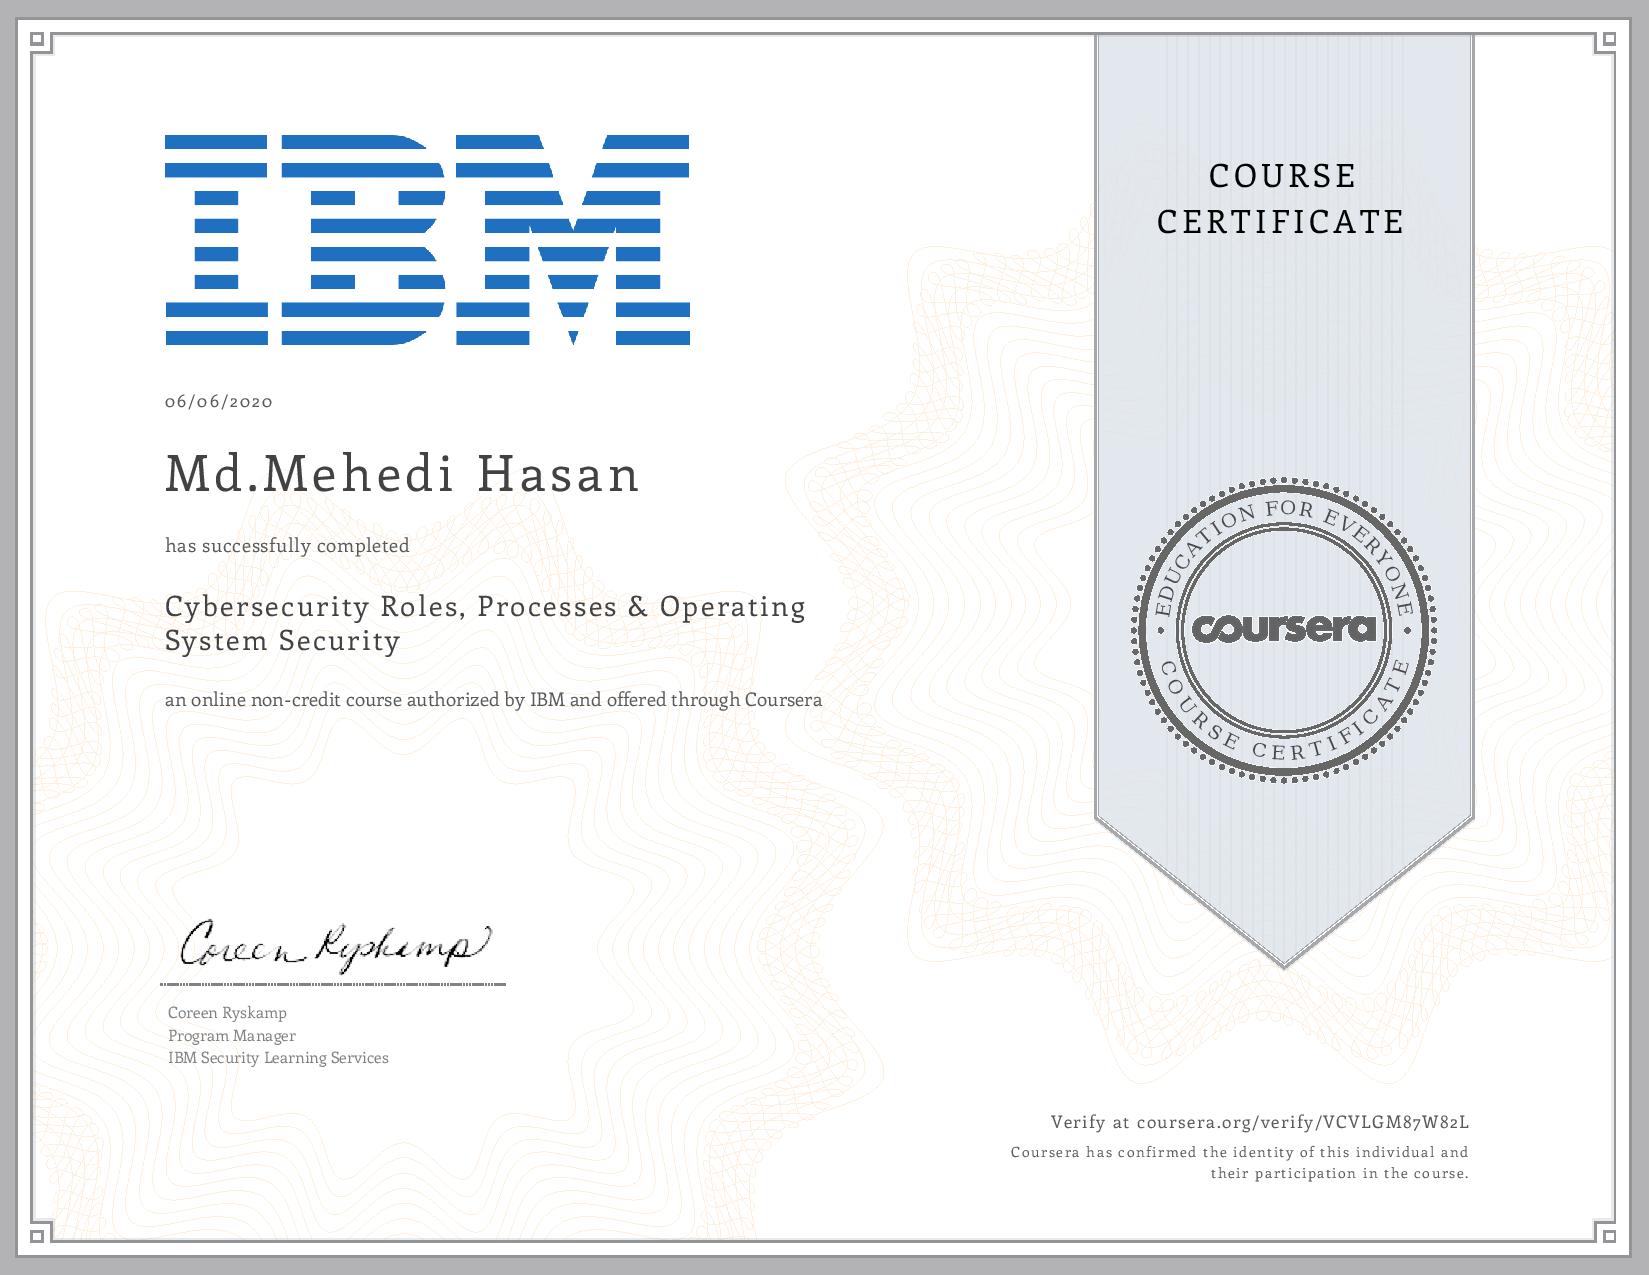 IBM
06/06/2020
Md.Mehedi Hasan
has successfully completed
Cybersecurity Roles, Processes & Operating
System Security
an online non-credit course authorized by IBM and offered through Coursera
Coreen Ryskamp
Coreen Ryskamp
Program Manager
IBM Security Learning Services
COURSE
CERTIFICATE
EDUCATION FOR EVERYONE
coursera
COURSE CERTIFICATE
Verify at coursera.org/verify/VCVLGM87W82L
Coursera has confirmed the identity of this individual and
their participation in the course.